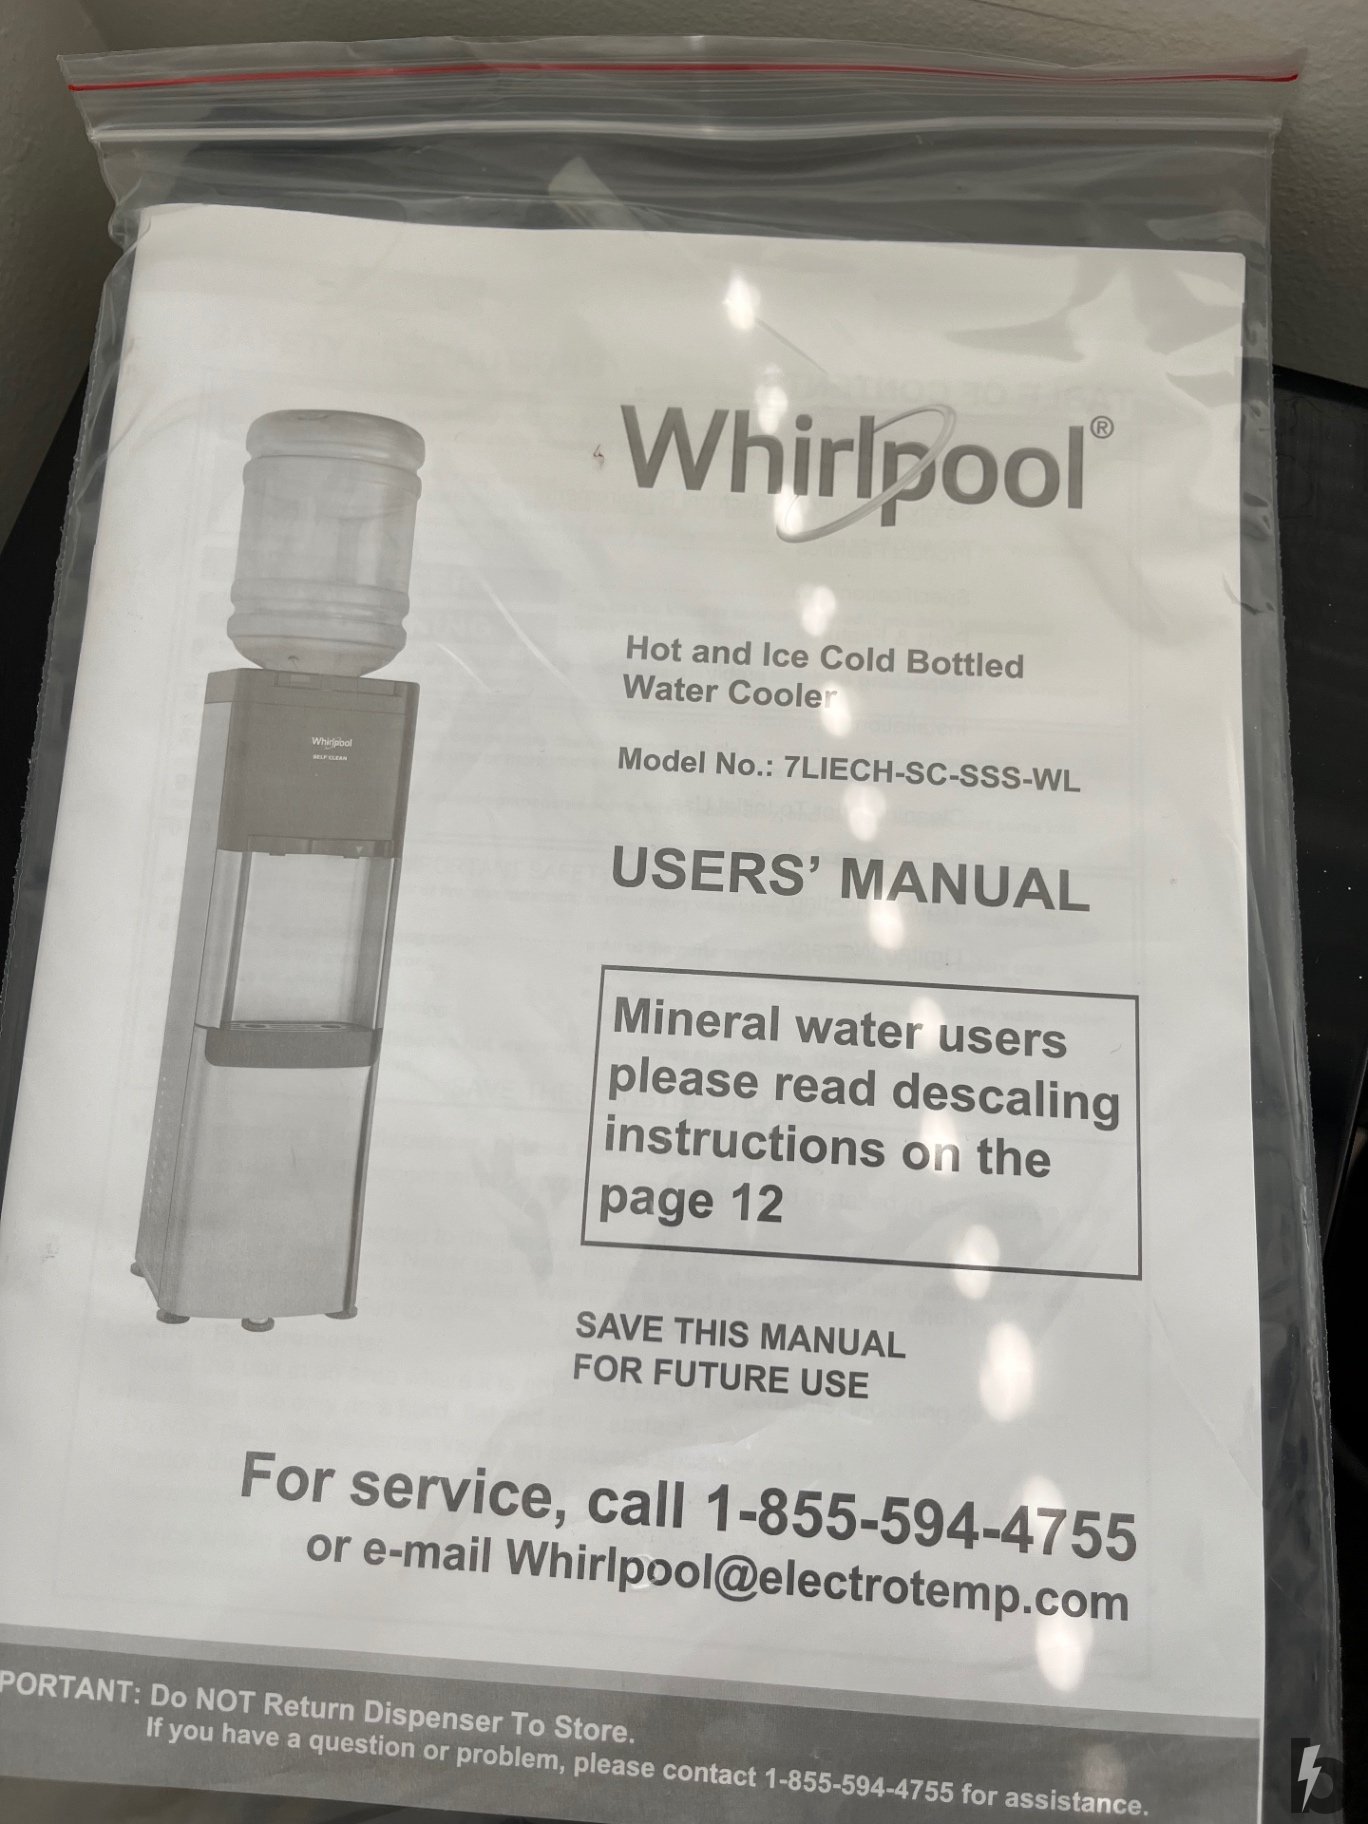 Whirlpool®
Hot and Ice Cold Bottled
Water Cooler
Model No.: 7LIECH-SC-SSS-WL
USERS' MANUAL
Mineral water users
please read descaling
instructions on the
page 12
SAVE THIS MANUAL
FOR FUTURE USE
Whirlpool
SELF CLEAN
For service, call 1-855-594-4755
or e-mail Whirlpool@electrotemp.com
PORTANT: Do NOT Return Dispenser To Store.
If you have a question or problem, please contact 1-855-594-4755 for assistance.
b